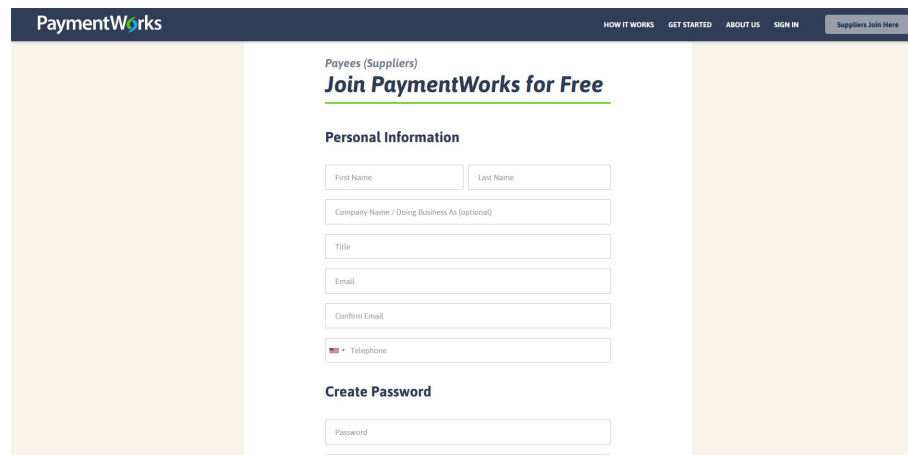 PaymentWorks
HOW IT WORKS GET STARTED ABOUT US SIGN IN Suppliers Join Here
Payees (Suppliers)
Join PaymentWorks for Free
Personal Information
First Name Last Name
Company Name / Doing Business As (optional)
Title
Email
Confirm Email
Telephone
Create Password
Password